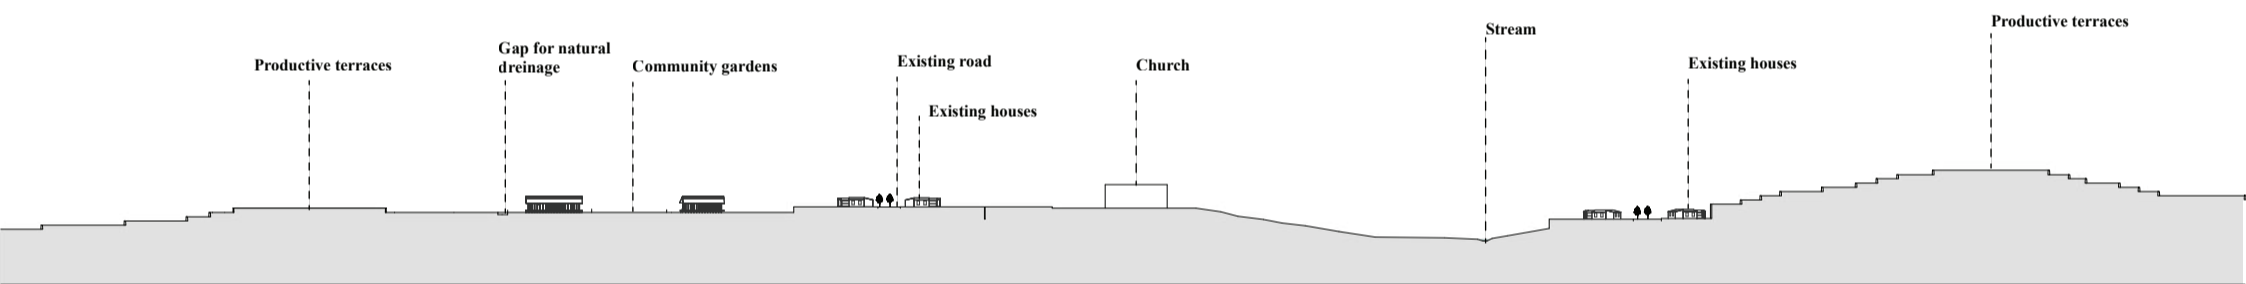 Productive terraces
Gap for natural
dreinage
Community gardens
Existing road
Existing houses
Church
Stream
Existing houses
Productive terraces